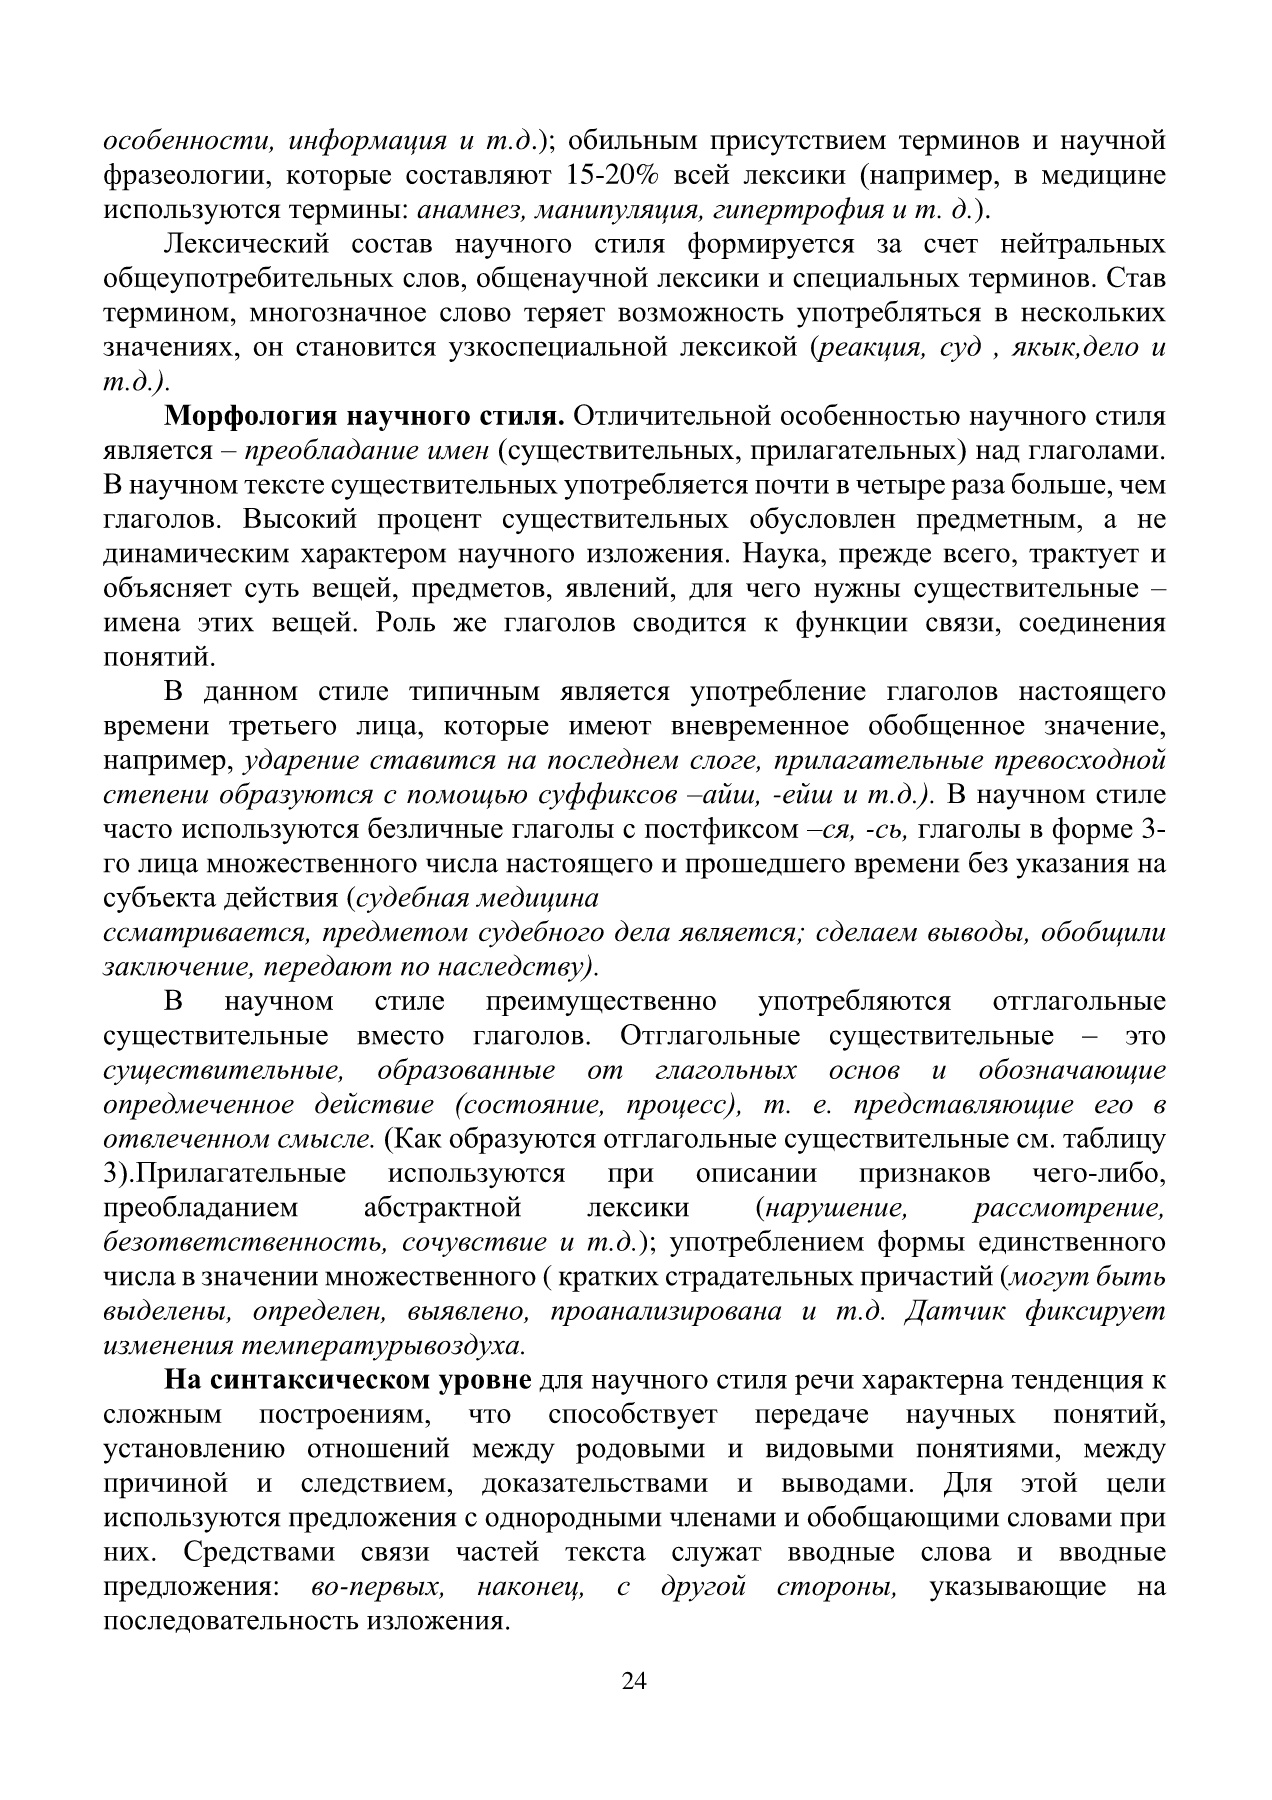 особенности, информация и т.д.); обильным присутствием терминов и научной
фразеологии, которые составляют 15-20% всей лексики (например, в медицине
используются термины: анамнез, манипуляция, гипертрофия и т. д.).
Лексический состав научного стиля формируется за счет нейтральных
общеупотребительных слов, общенаучной лексики и специальных терминов. Став
термином, многозначное слово теряет возможность употребляться в нескольких
значениях, он становится узкоспециальной лексикой (реакция, суд , якык,дело и
т.д.).
Морфология научного стиля. Отличительной особенностью научного стиля
является – преобладание имен (существительных, прилагательных) над глаголами.
В научном тексте существительных употребляется почти в четыре раза больше, чем
глаголов. Высокий процент существительных обусловлен предметным, а не
динамическим характером научного изложения. Наука, прежде всего, трактует и
объясняет суть вещей, предметов, явлений, для чего нужны существительные –
имена этих вещей. Роль же глаголов сводится к функции связи, соединения
понятий.
В данном стиле типичным является употребление глаголов настоящего
времени третьего лица, которые имеют вневременное обобщенное значение,
например, ударение ставится на последнем слоге, прилагательные превосходной
степени образуются с помощью суффиксов –айш, -ейш и т.д.). В научном стиле
часто используются безличные глаголы с постфиксом –ся, -сь, глаголы в форме 3-
го лица множественного числа настоящего и прошедшего времени без указания на
субъекта действия (судебная медицина
ссматривается, предметом судебного дела является; сделаем выводы, обобщили
заключение, передают по наследству).
В научном стиле преимущественно употребляются отглагольные
существительные вместо глаголов. Отглагольные существительные – это
существительные, образованные от глагольных основ и обозначающие
опредмеченное действие (состояние, процесс), т. е. представляющие его в
отвлеченном смысле. (Как образуются отглагольные существительные см. таблицу
3).Прилагательные используются при описании признаков чего-либо,
преобладанием абстрактной лексики (нарушение, рассмотрение,
безответственность, сочувствие и т.д.); употреблением формы единственного
числа в значении множественного ( кратких страдательных причастий (могут быть
выделены, определен, выявлено, проанализирована и т.д. Датчик фиксирует
изменения температурывоздуха.
На синтаксическом уровне для научного стиля речи характерна тенденция к
сложным построениям, что способствует передаче научных понятий,
установлению отношений между родовыми и видовыми понятиями, между
причиной и следствием, доказательствами и выводами. Для этой цели
используются предложения с однородными членами и обобщающими словами при
них. Средствами связи частей текста служат вводные слова и вводные
предложения: во-первых, наконец, с другой стороны, указывающие на
последовательность изложения.
24